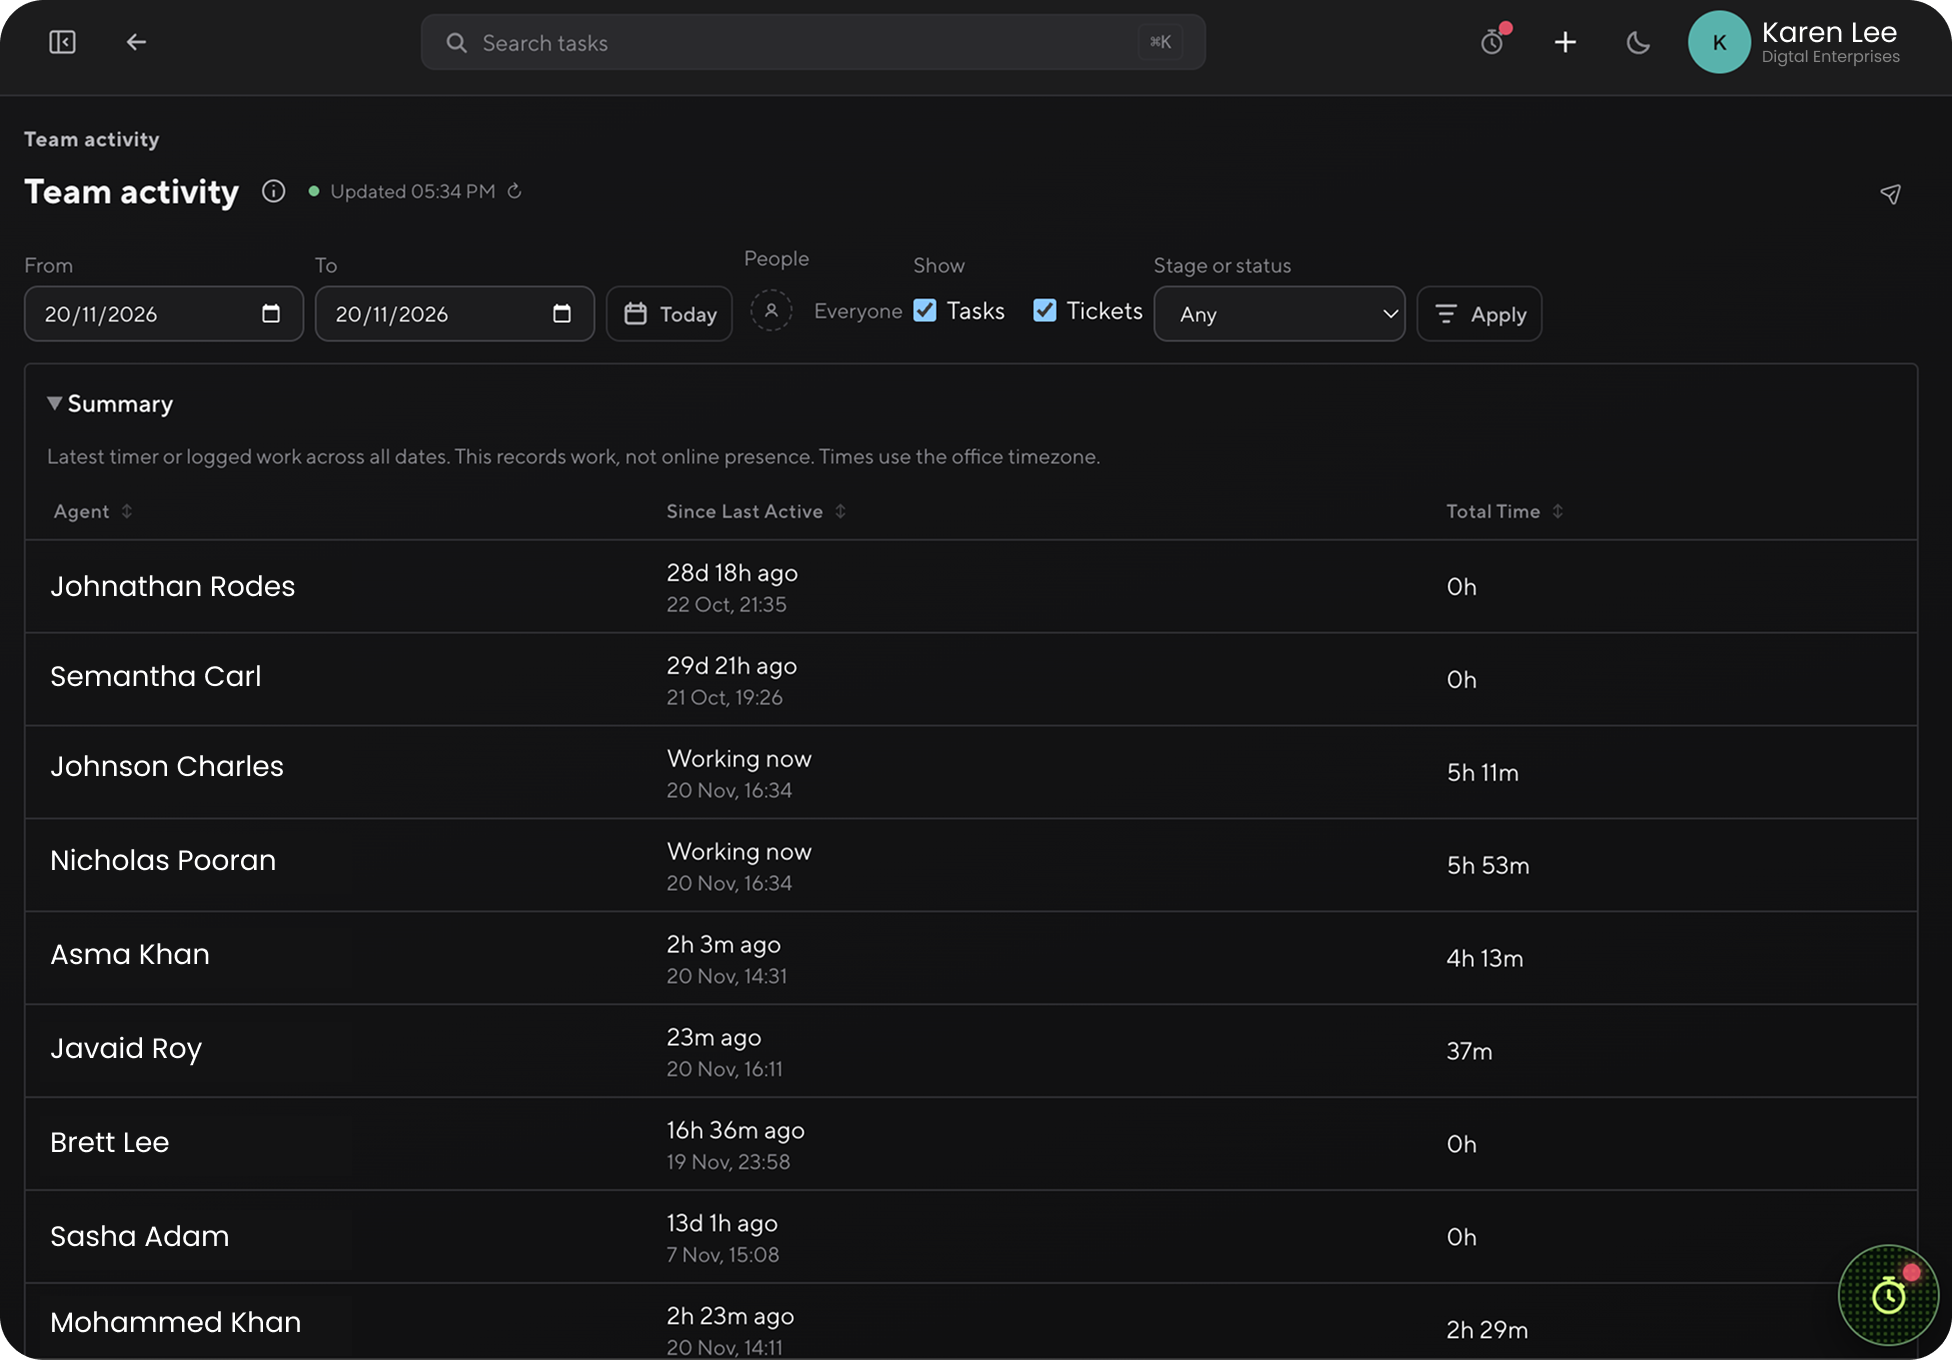 Search tasks ⌘K
K
Karen Lee
Digtal Enterprises
Team activity
Team activity Updated 05:34 PM
From To People Show Stage or status
20/11/2026 20/11/2026 Today Everyone Tasks Tickets Any Apply
Summary
Latest timer or logged work across all dates. This records work, not online presence. Times use the office timezone.
Agent Since Last Active Total Time
Johnathan Rodes 28d 18h ago 0h
22 Oct, 21:35
Semantha Carl 29d 21h ago 0h
21 Oct, 19:26
Johnson Charles Working now 5h 11m
20 Nov, 16:34
Nicholas Pooran Working now 5h 53m
20 Nov, 16:34
Asma Khan 2h 3m ago 4h 13m
20 Nov, 14:31
Javaid Roy 23m ago 37m
20 Nov, 16:11
Brett Lee 16h 36m ago 0h
19 Nov, 23:58
Sasha Adam 13d 1h ago 0h
7 Nov, 15:08
Mohammed Khan 2h 23m ago 2h 29m
20 Nov, 14:11